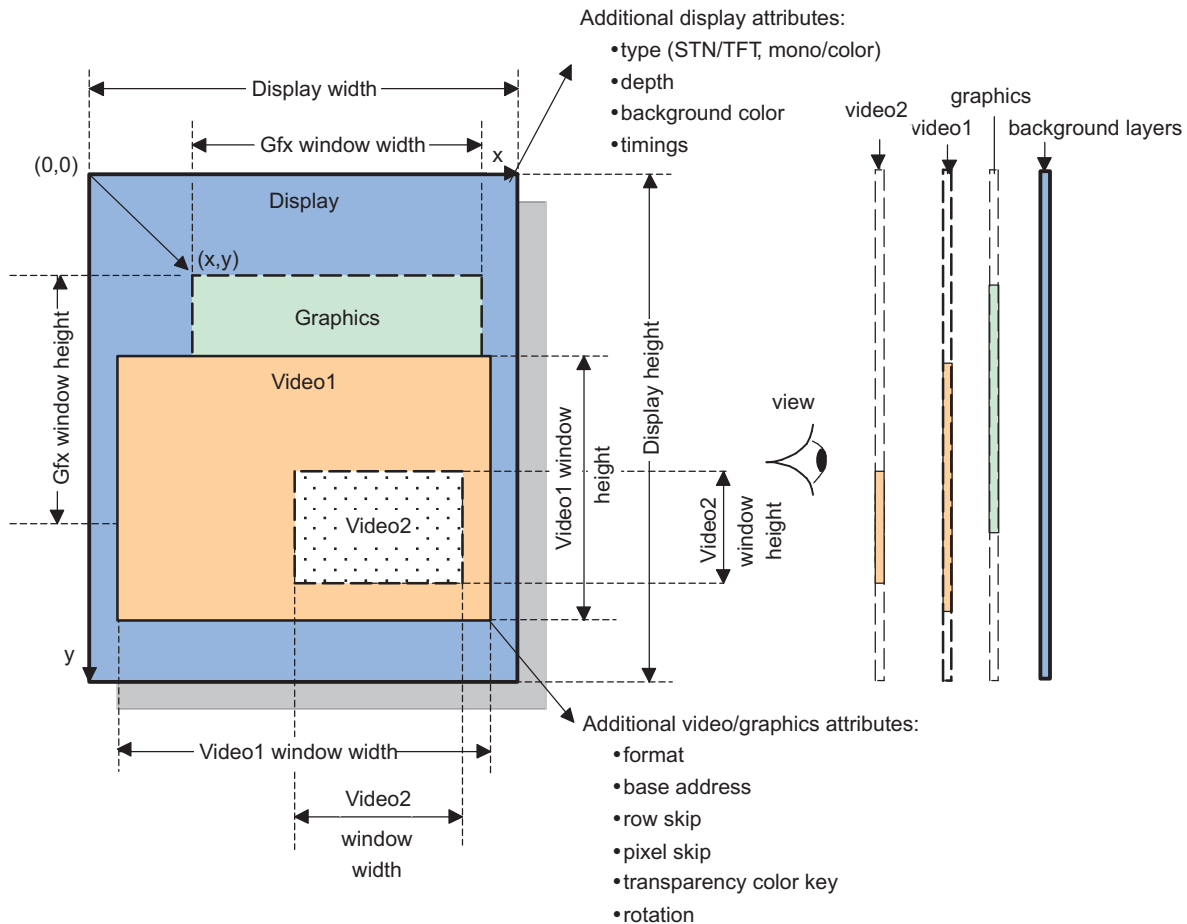 Additional display attributes:
•type (STN/TFT, mono/color)
•depth
•background color
•timings
Display width
Gfx window width
x
(0,0)
Display
(x,y)
Graphics
Gfx window height
Video1
Video2
Video1 window
height
Display height
Video2
window
height
view
video2
video1
graphics
background layers
y
Video1 window width
Video2
window
width
Additional video/graphics attributes:
•format
•base address
•row skip
•pixel skip
•transparency color key
•rotation